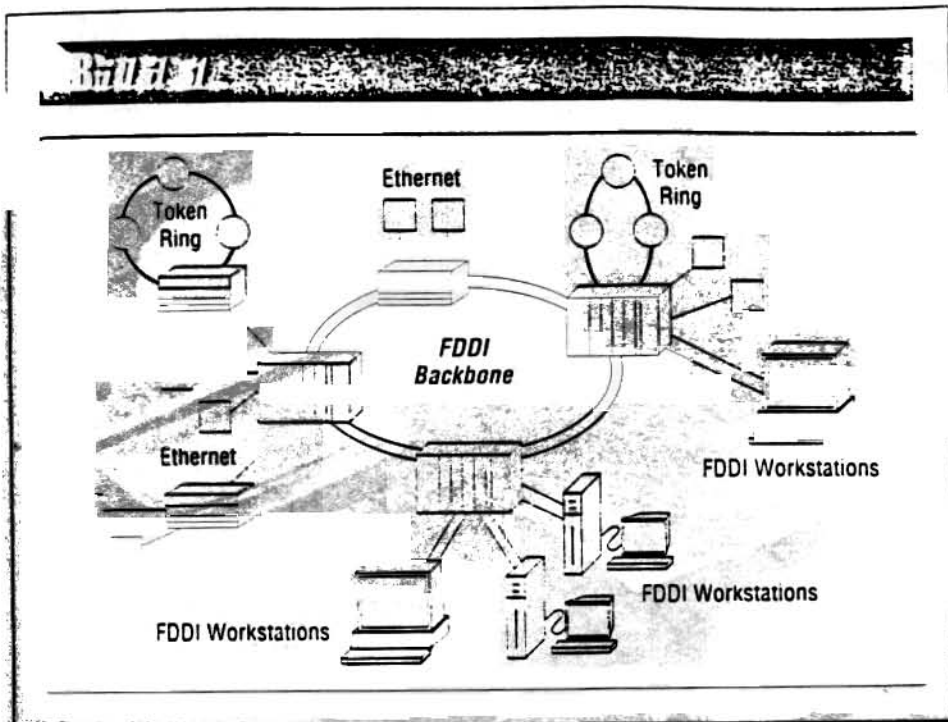 Token
Ring
Ethernet
Token
Ring
FDDI
Backbone
Ethernet
FDDI Workstations
FDDI Workstations
FDDI Workstations